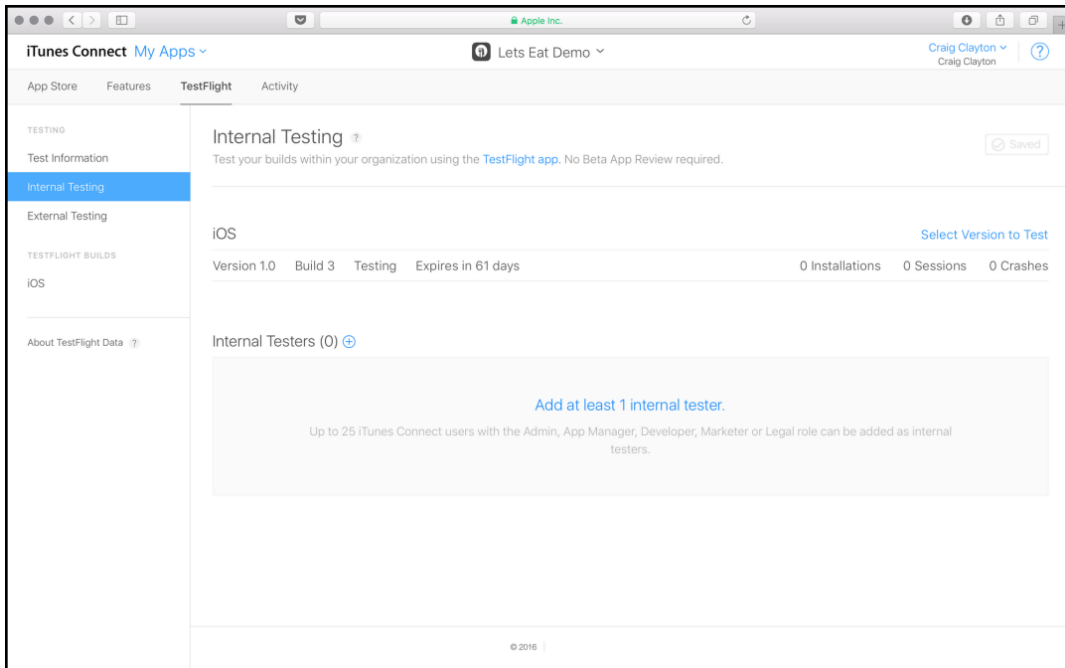 Apple Inc.
iTunes Connect My Apps
Lets Eat Demo
Craig Clayton
Craig Clayton
?
App Store Features TestFlight Activity
TESTING
Test Information
Internal Testing
External Testing
TESTFLIGHT BUILDS
iOS
About TestFlight Data ?
Internal Testing ?
Saved
Test your builds within your organization using the TestFlight app. No Beta App Review required.
iOS
Select Version to Test
Version 1.0 Build 3 Testing Expires in 61 days 0 Installations 0 Sessions 0 Crashes
Internal Testers (0)
Add at least 1 internal tester.
Up to 25 iTunes Connect users with the Admin, App Manager, Developer, Marketer or Legal role can be added as internal
testers.
© 2016